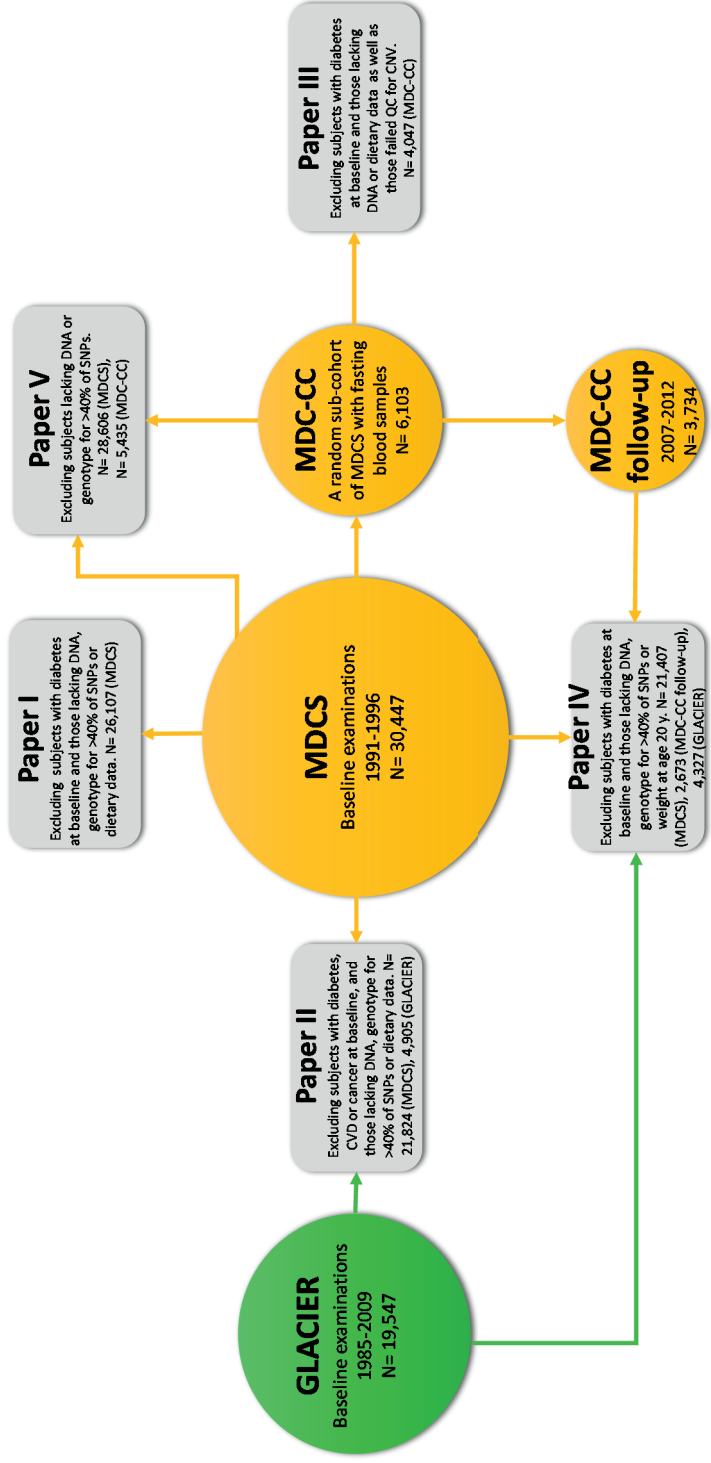 Paper I
Excluding subjects with diabetes
at baseline and those lacking DNA,
genotype for >40% of SNPs or
dietary data. N= 26,107 (MDCS)
Paper V
Excluding subjects lacking DNA or
genotype for >40% of SNPs.
N= 28,606 (MDCS),
N= 5,435 (MDC-CC)
GLACIER
Baseline examinations
1985-2009
N= 19,547
Paper II
Excluding subjects with diabetes,
CVD or cancer at baseline, and
those lacking DNA, genotype for
>40% of SNPs or dietary data. N=
21,824 (MDCS), 4,905 (GLACIER)
MDCS
Baseline examinations
1991-1996
N= 30,447
MDC-CC
A random sub-cohort
of MDCS with fasting
blood samples
N= 6,103
Paper III
Excluding subjects with diabetes
at baseline and those lacking
DNA or dietary data as well as
those failed QC for CNV.
N= 4,047 (MDC-CC)
Paper IV
Excluding subjects with diabetes at
baseline and those lacking DNA,
genotype for >40% of SNPs or
weight at age 20 y. N= 21,407
(MDCS), 2,673 (MDC-CC follow-up),
4,327 (GLACIER)
MDC-CC
follow-up
2007-2012
N= 3,734